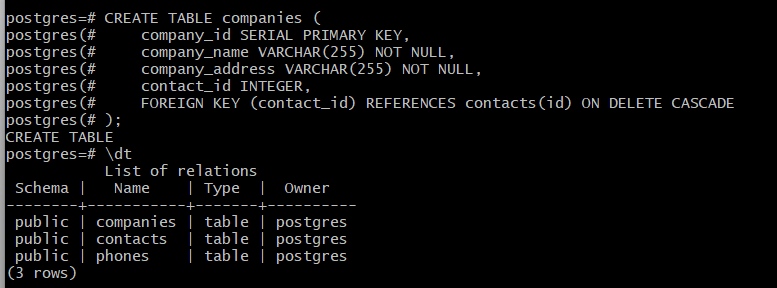 postgres=# CREATE TABLE companies (
postgres(#     company_id SERIAL PRIMARY KEY,
postgres(#     company_name VARCHAR(255) NOT NULL,
postgres(#     company_address VARCHAR(255) NOT NULL,
postgres(#     contact_id INTEGER,
postgres(#     FOREIGN KEY (contact_id) REFERENCES contacts(id) ON DELETE CASCADE
postgres(# );
CREATE TABLE
postgres=# \dt
           List of relations
 Schema |   Name    | Type  |  Owner
--------+-----------+-------+----------
 public | companies | table | postgres
 public | contacts  | table | postgres
 public | phones    | table | postgres
(3 rows)